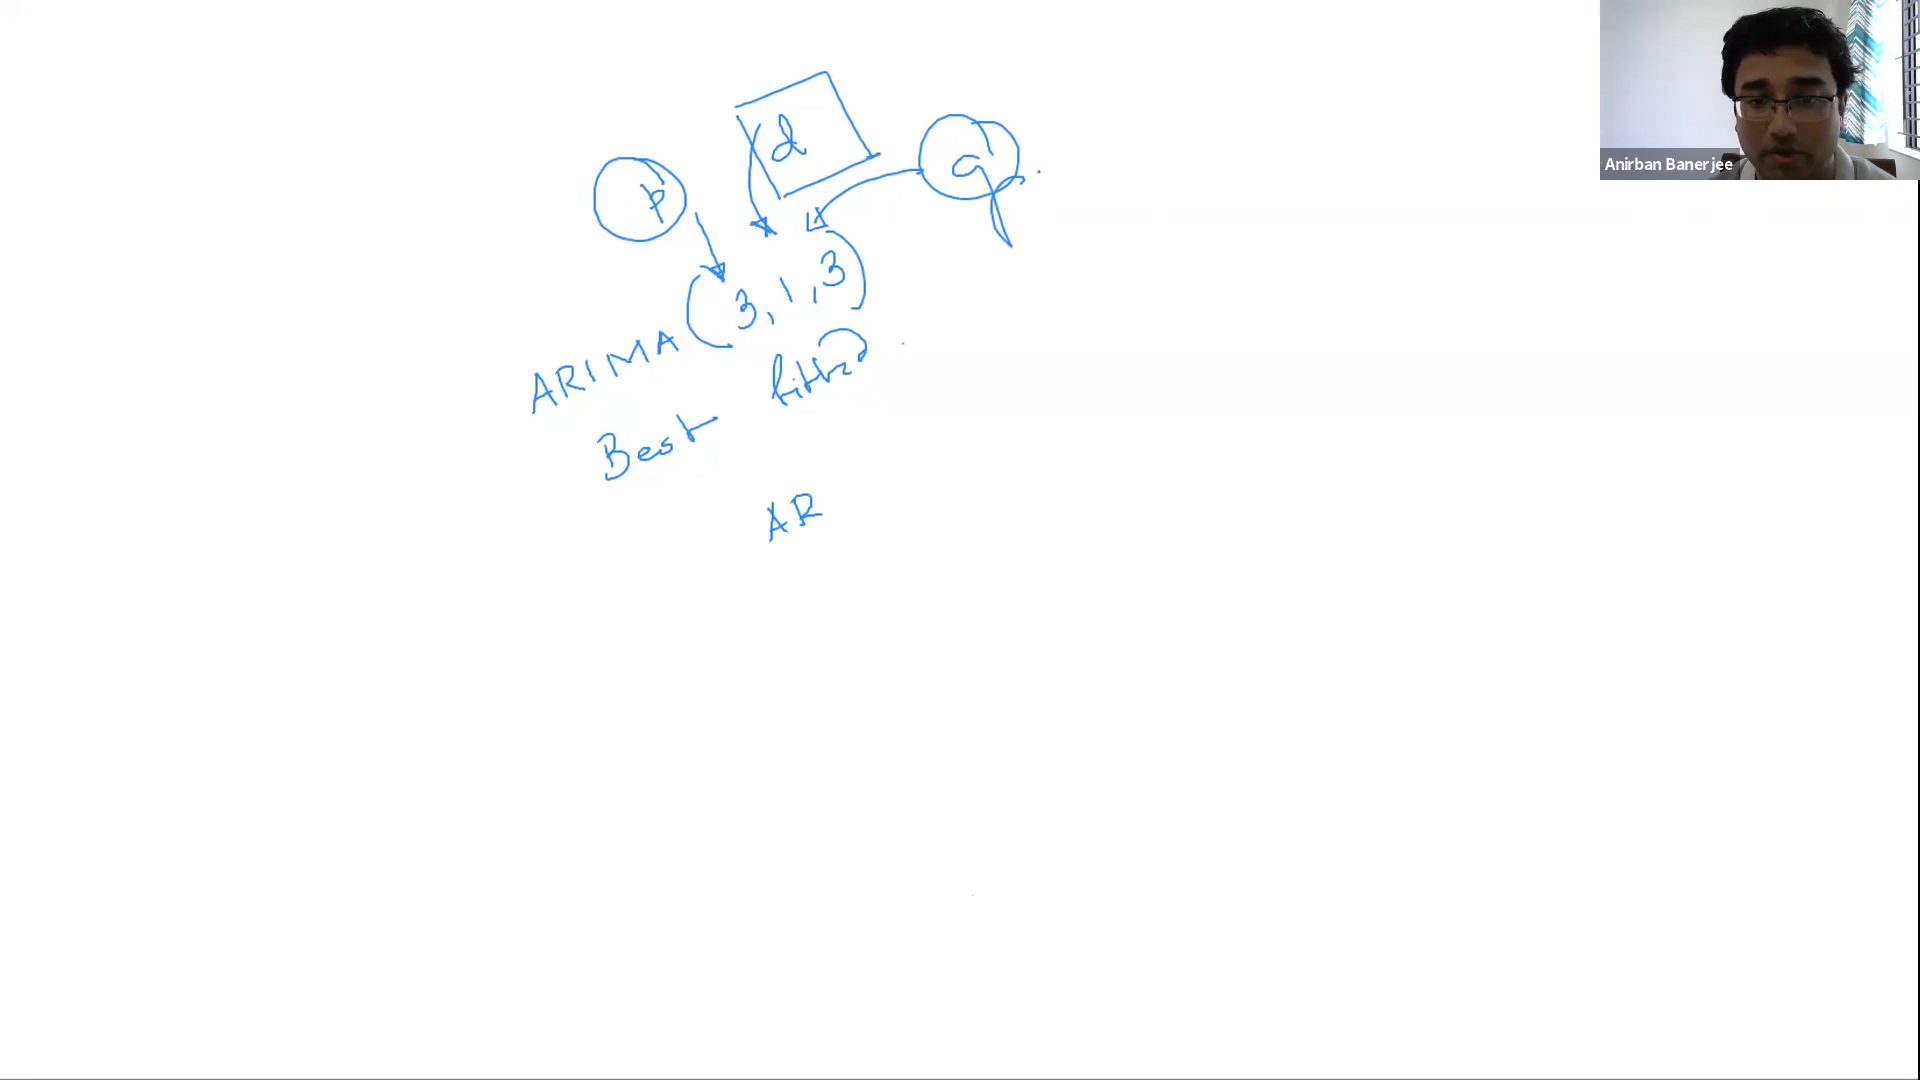 d
p
q
ARIMA (3, 1, 3)
Best fitted
AR
Anirban Banerjee